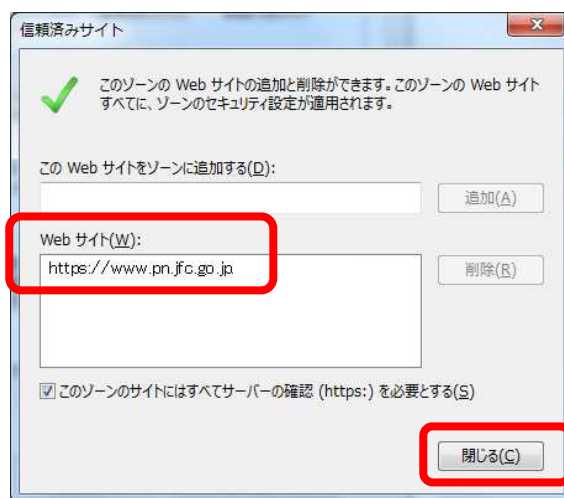 信頼済みサイト
このゾーンの Web サイトの追加と削除ができます。このゾーンの Web サイト
すべてに、ゾーンのセキュリティ設定が適用されます。
この Web サイトをゾーンに追加する(D):
追加(A)
Web サイト(W):
https://www.pn.jfc.go.jp
削除(R)
このゾーンのサイトにはすべてサーバーの確認 (https:) を必要とする(S)
閉じる(C)